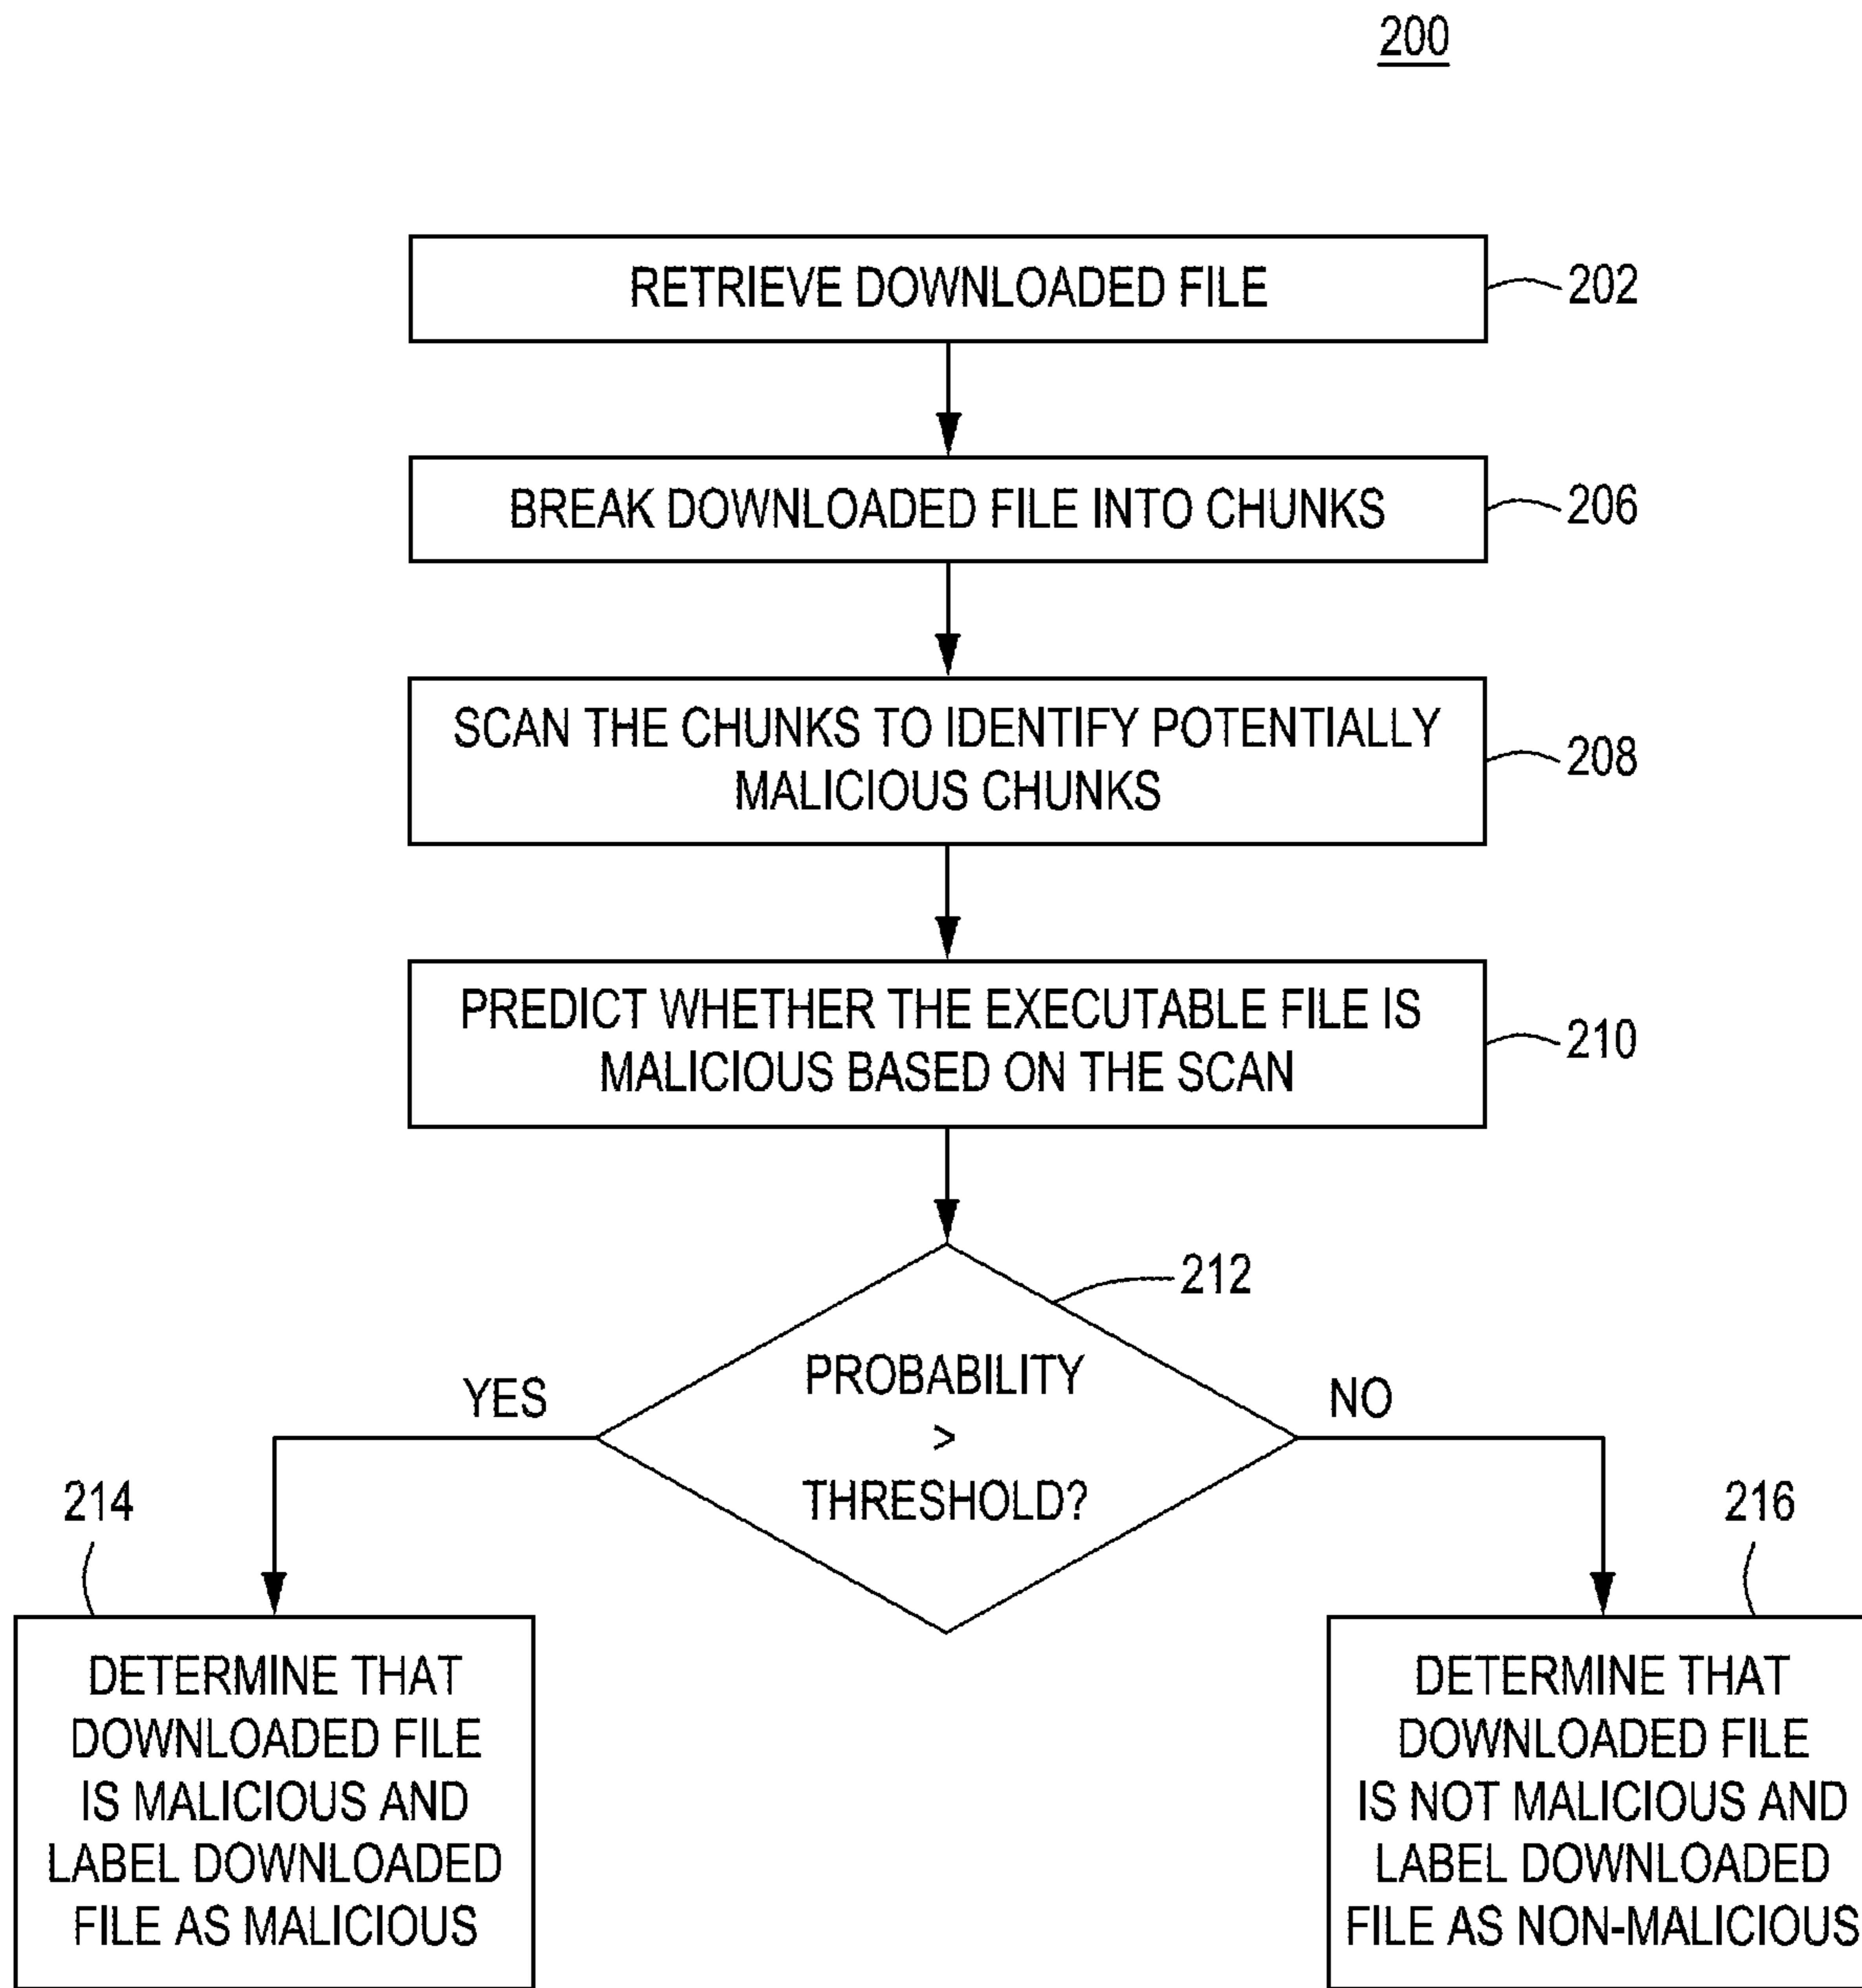 200
RETRIEVE DOWNLOADED FILE
202
BREAK DOWNLOADED FILE INTO CHUNKS
206
SCAN THE CHUNKS TO IDENTIFY POTENTIALLY
MALICIOUS CHUNKS
208
PREDICT WHETHER THE EXECUTABLE FILE IS
MALICIOUS BASED ON THE SCAN
210
212
PROBABILITY
>
THRESHOLD?
YES
NO
214
DETERMINE THAT
DOWNLOADED FILE
IS MALICIOUS AND
LABEL DOWNLOADED
FILE AS MALICIOUS
216
DETERMINE THAT
DOWNLOADED FILE
IS NOT MALICIOUS AND
LABEL DOWNLOADED
FILE AS NON-MALICIOUS